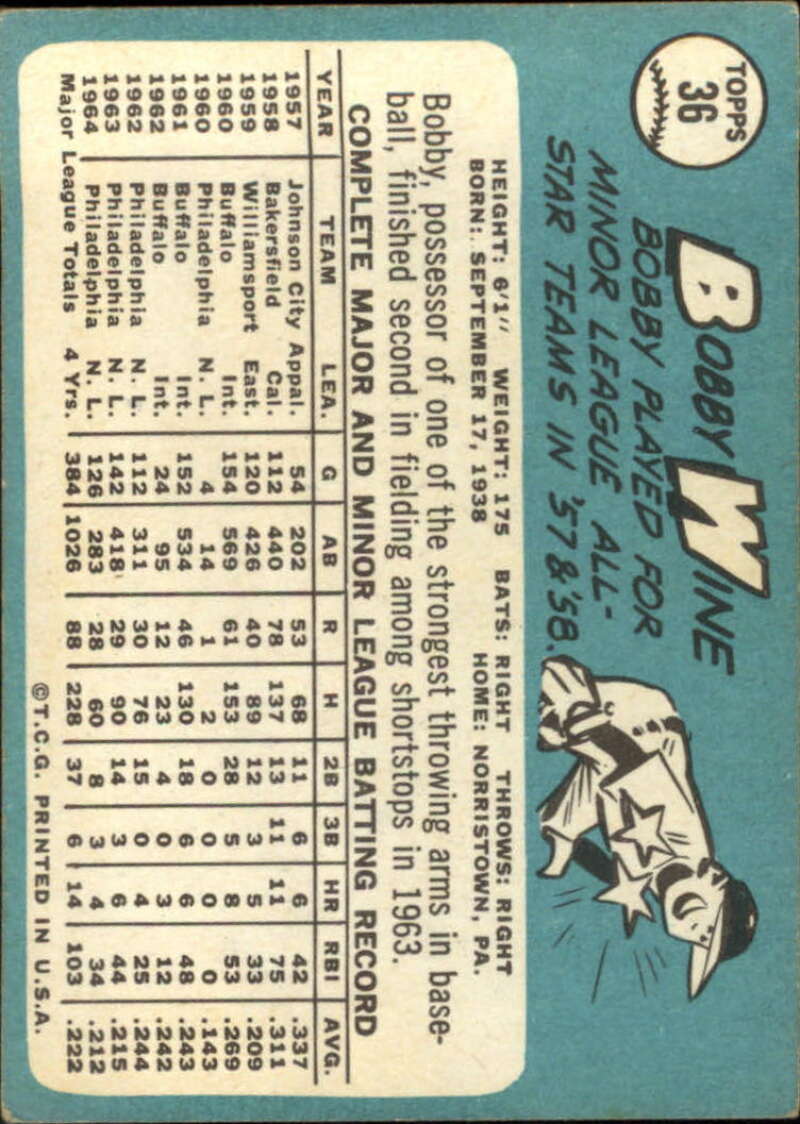 TOPPS
36
BOBBY WINE
BOBBY PLAYED FOR
MINOR LEAGUE ALL-
STAR TEAMS IN '57 & '58.
HEIGHT: 6'1" WEIGHT: 175 BATS: RIGHT THROWS: RIGHT
BORN: SEPTEMBER 17, 1938 HOME: NORRISTOWN, PA.
Bobby, possessor of one of the strongest throwing arms in base-
ball, finished second in fielding among shortstops in 1963.
COMPLETE MAJOR AND MINOR LEAGUE BATTING RECORD
YEAR TEAM LEA. G AB R H 2B 3B HR RBI AVG.
1957 Johnson City Appal. 54 202 53 68 11 6 6 42 .337
1958 Bakersfield Cal. 112 440 78 137 13 11 11 75 .311
1959 Williamsport East. 120 426 40 89 12 3 5 33 .209
1960 Buffalo Int. 154 569 61 153 28 5 8 53 .269
1960 Philadelphia N. L. 4 14 1 2 0 0 0 0 .143
1961 Buffalo Int. 152 534 46 130 18 6 6 48 .243
1962 Buffalo Int. 24 95 12 23 4 0 3 12 .242
1962 Philadelphia N. L. 112 311 30 76 15 0 4 25 .244
1963 Philadelphia N. L. 142 418 29 90 14 3 6 44 .215
1964 Philadelphia N. L. 126 283 28 60 8 3 4 34 .212
Major League Totals 4 Yrs. 384 1026 88 228 37 6 14 103 .222
©T.C.G. PRINTED IN U.S.A.